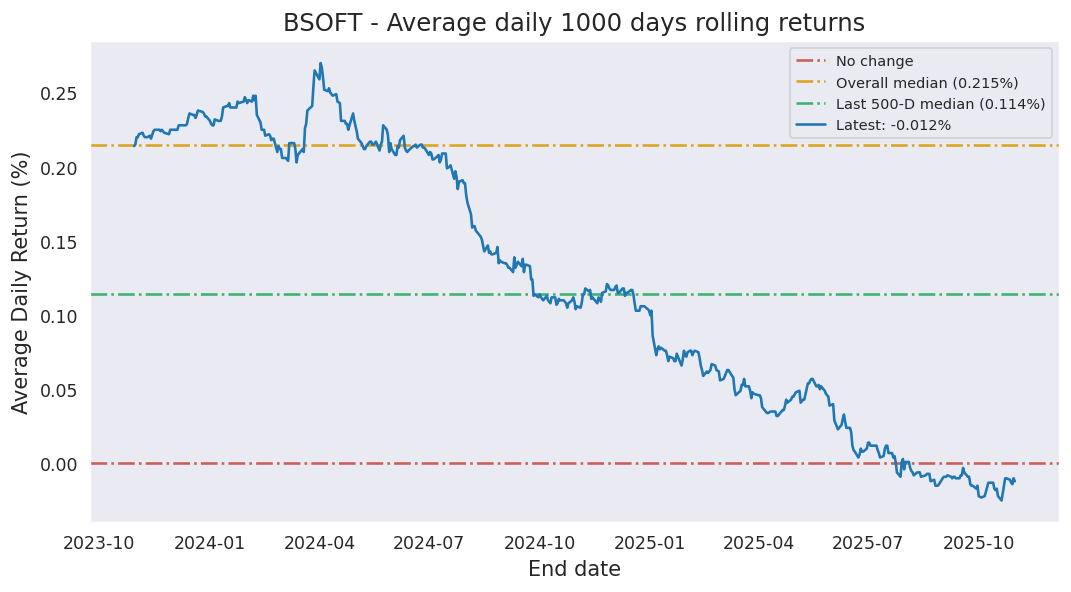 BSOFT - Average daily 1000 days rolling returns
No change
Overall median (0.215%)
Last 500-D median (0.114%)
Latest: -0.012%
Average Daily Return (%)
0.25
0.20
0.15
0.10
0.05
0.00
2023-10
2024-01
2024-04
2024-07
2024-10
2025-01
2025-04
2025-07
2025-10
End date